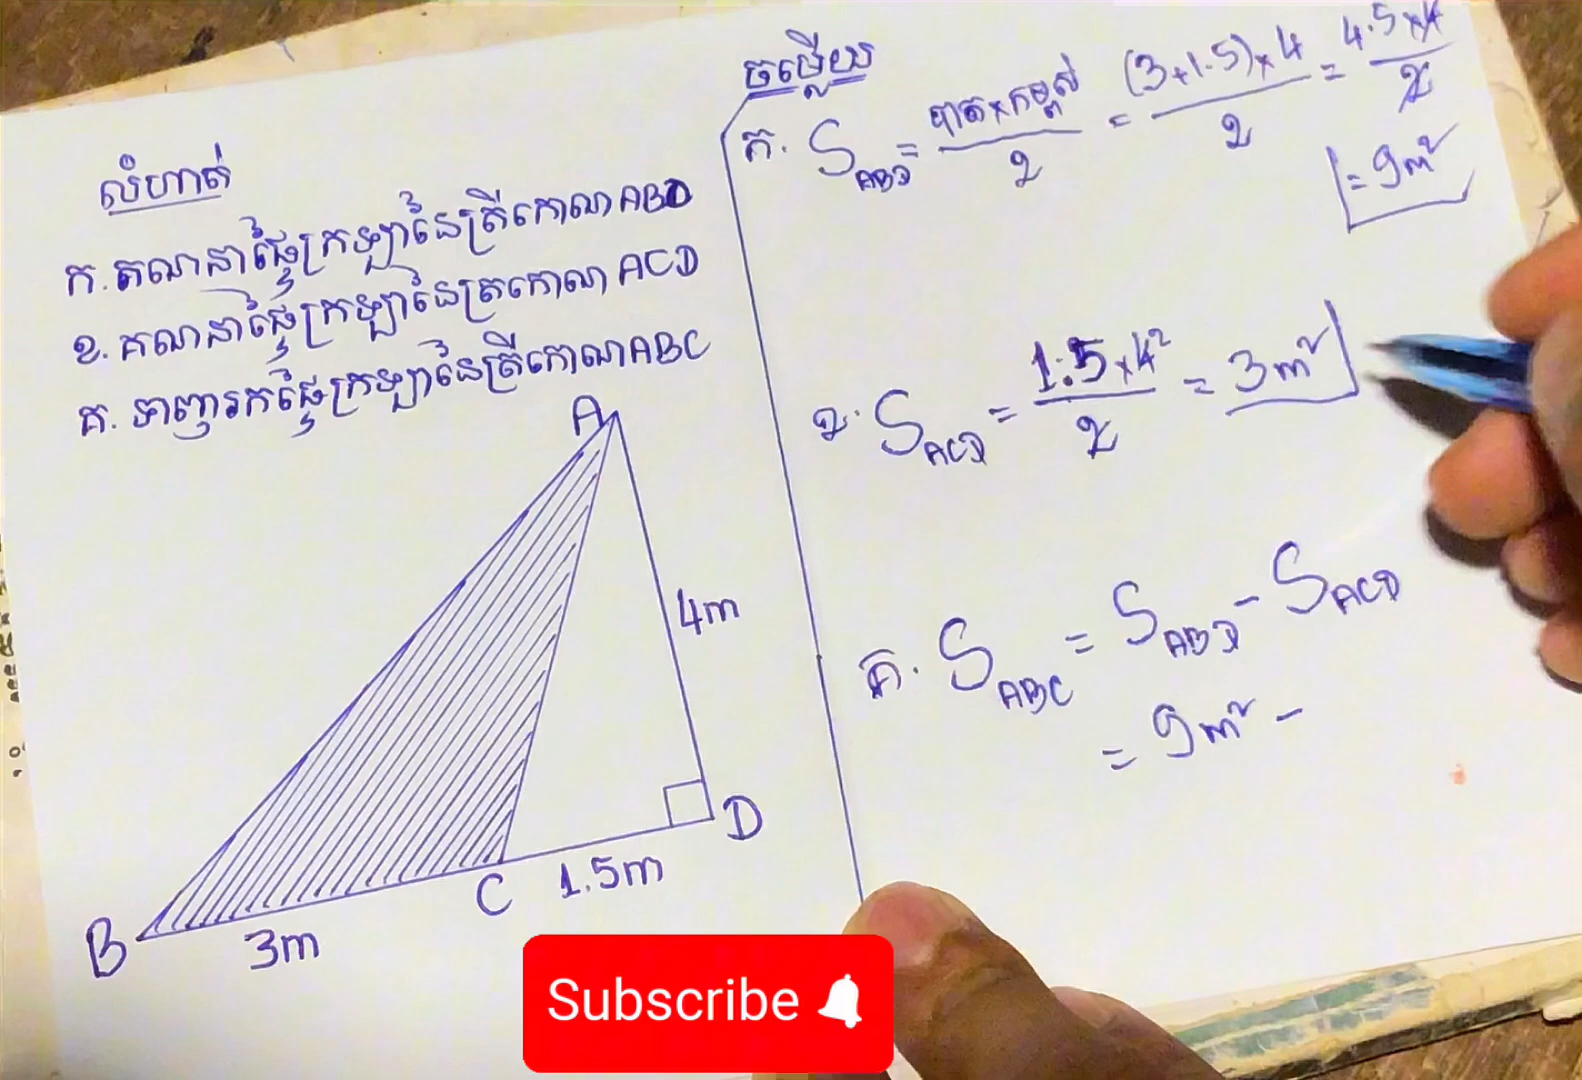 លំហាត់
ក. គណនាផ្ទៃក្រឡានៃត្រីកោណ ABD
ខ. គណនាផ្ទៃក្រឡានៃត្រកោណ ACD
គ. ទាញរកផ្ទៃក្រឡានៃត្រីកោណ ABC
A
4m
D
1.5m
C
3m
B
ចម្លើយ
ក. S_ABD = បាត×កម្ពស់/2 = (3+1.5)×4/2 = 4.5×4/2
= 9m²
ខ. S_ACD = 1.5×4²/2 = 3m²
គ. S_ABC = S_ABD - S_ACD
= 9m² -
Subscribe